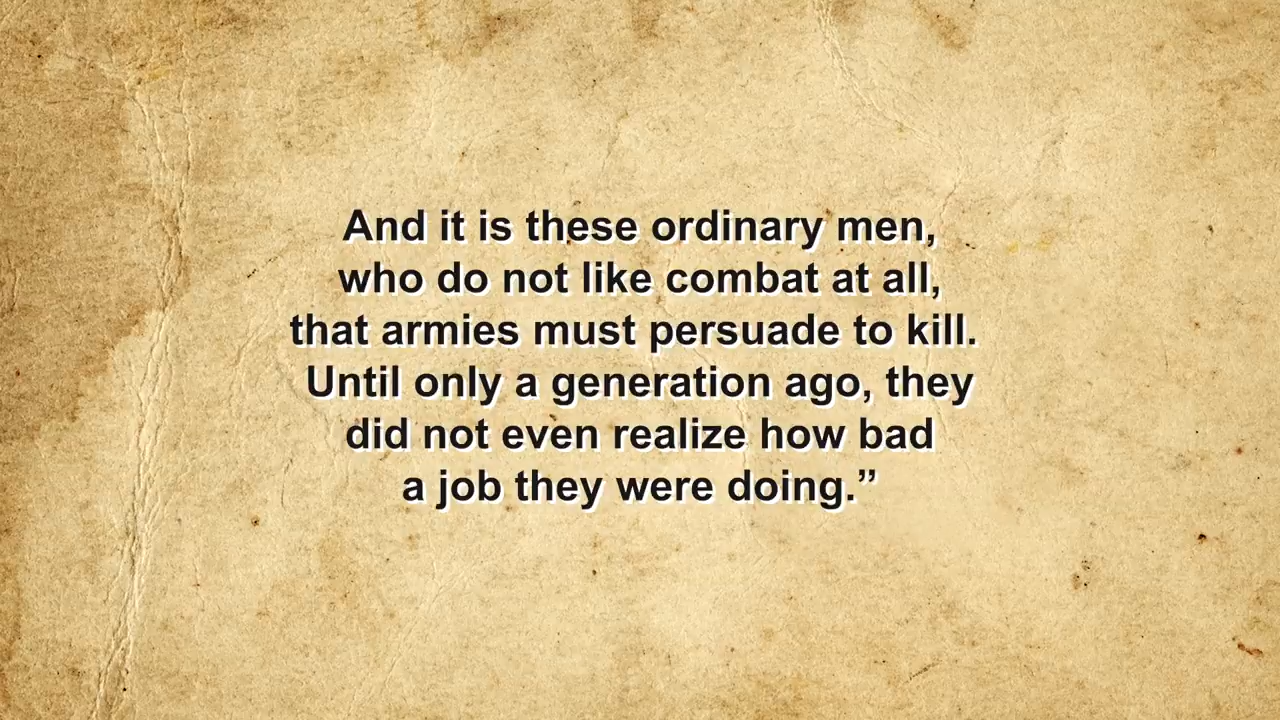 And it is these ordinary men,
who do not like combat at all,
that armies must persuade to kill.
Until only a generation ago, they
did not even realize how bad
a job they were doing.”